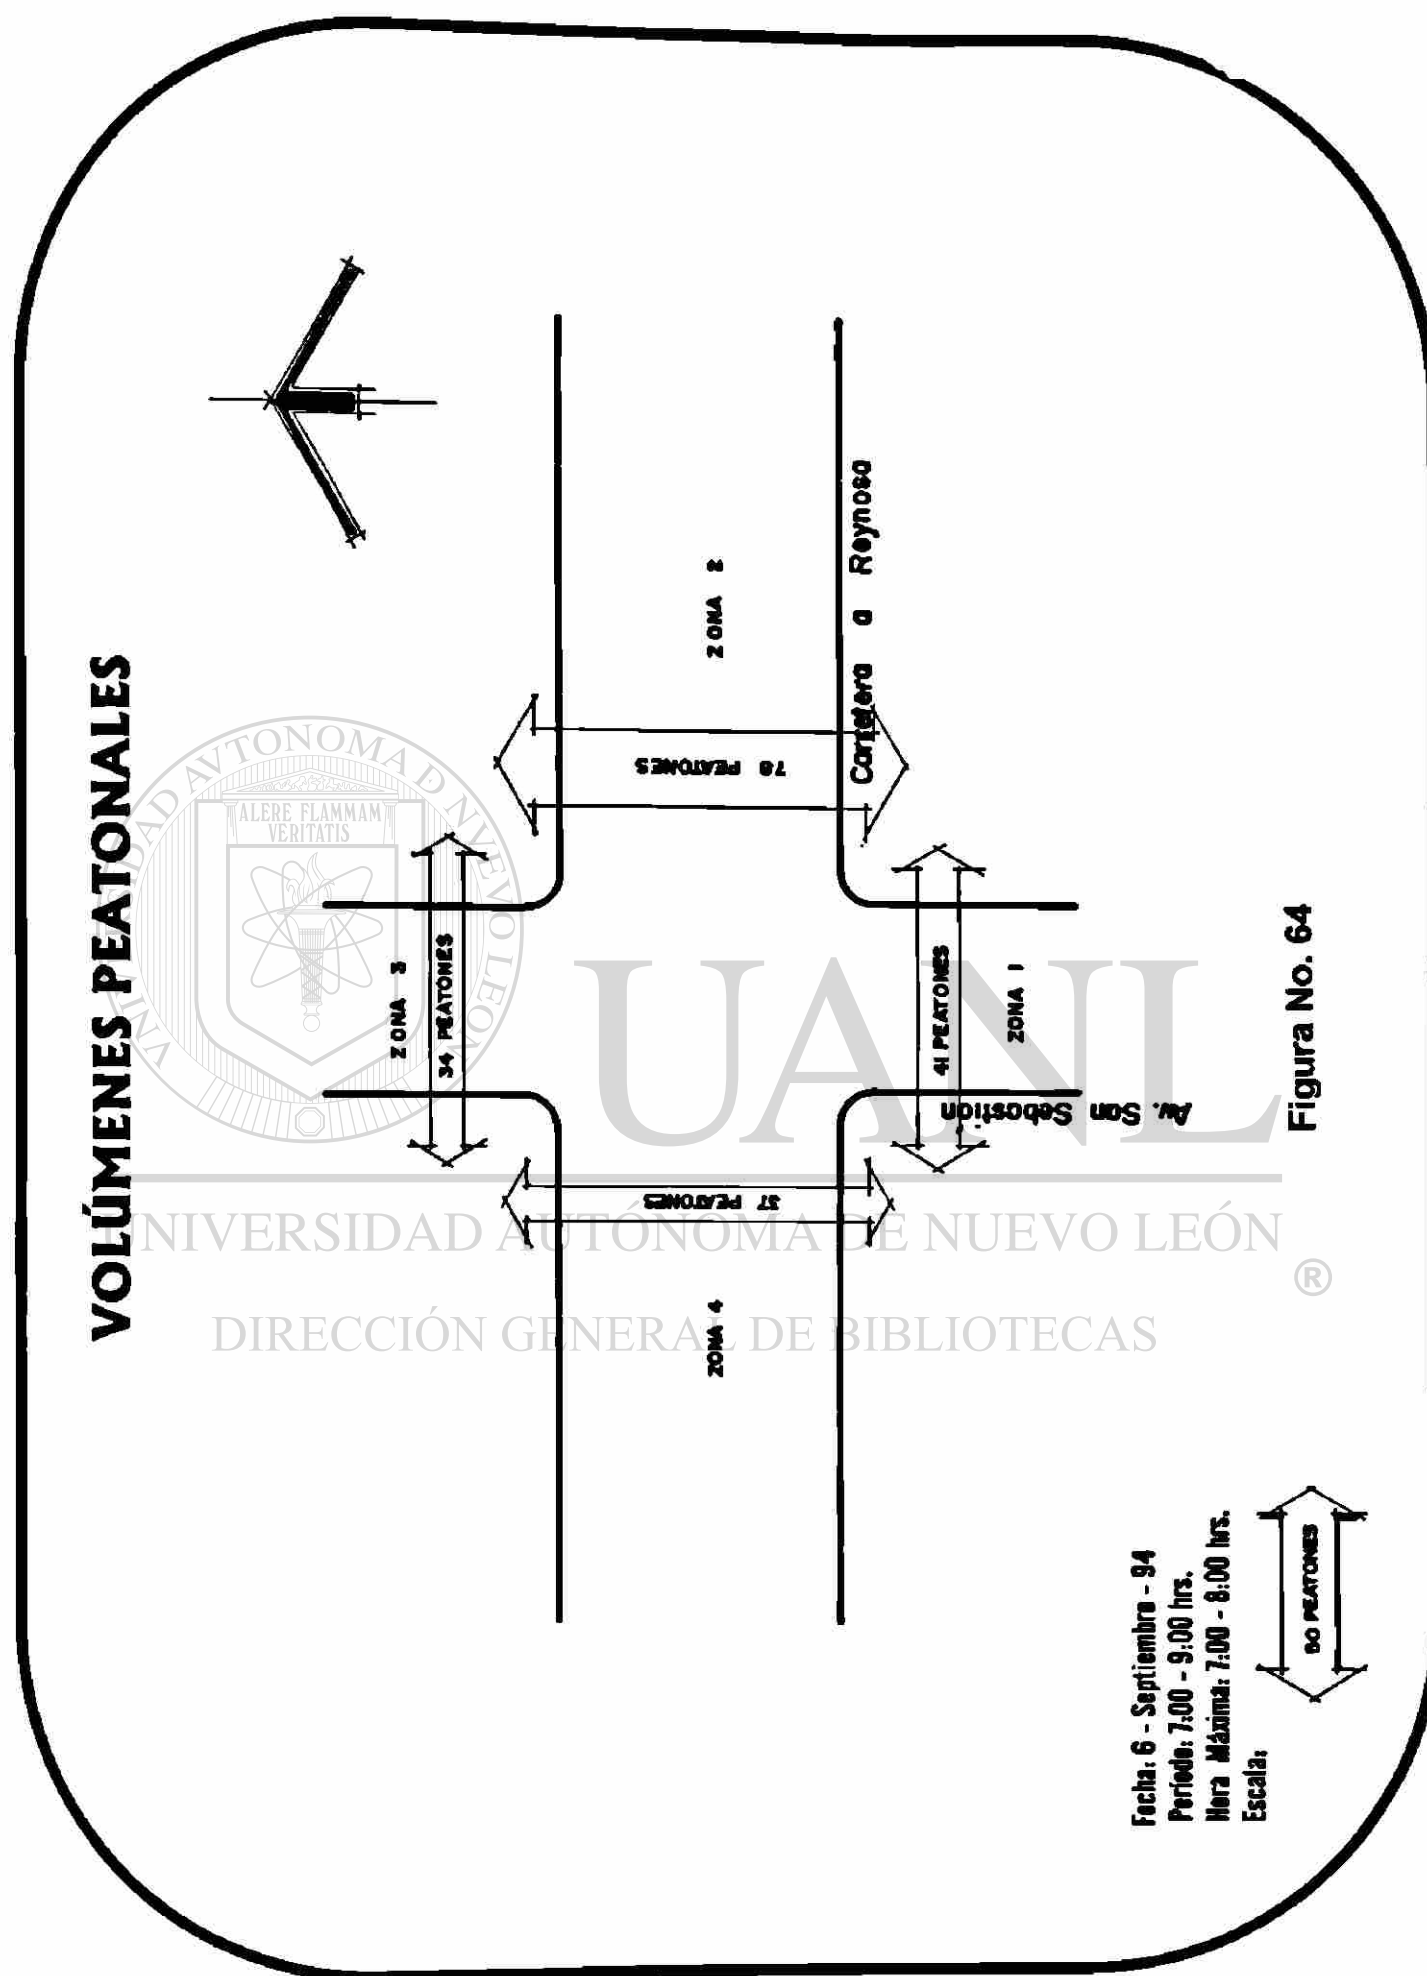 VOLÚMENES PEATONALES
ZONA 3
34 PEATONES
78 PEATONES
ZONA 2
Carretera a Reynosa
37 PEATONES
ZONA 4
41 PEATONES
ZONA 1
Av. San Sebastián
Fecha: 6 - Septiembre - 94
Período: 7:00 - 9:00 hrs.
Hora Máxima: 7:00 - 8:00 hrs.
Escala:
PEATONES
Figura No. 64
ALERE FLAMMAM
VERITATIS
UANL
UNIVERSIDAD AUTÓNOMA DE NUEVO LEÓN
®
DIRECCIÓN GENERAL DE BIBLIOTECAS